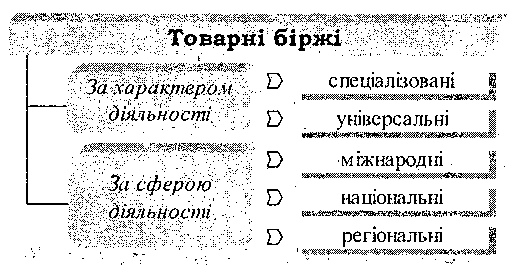 Товарні біржі
За характером
діяльності
спеціалізовані
універсальні
За сферою
діяльності
міжнародні
національні
регіональні